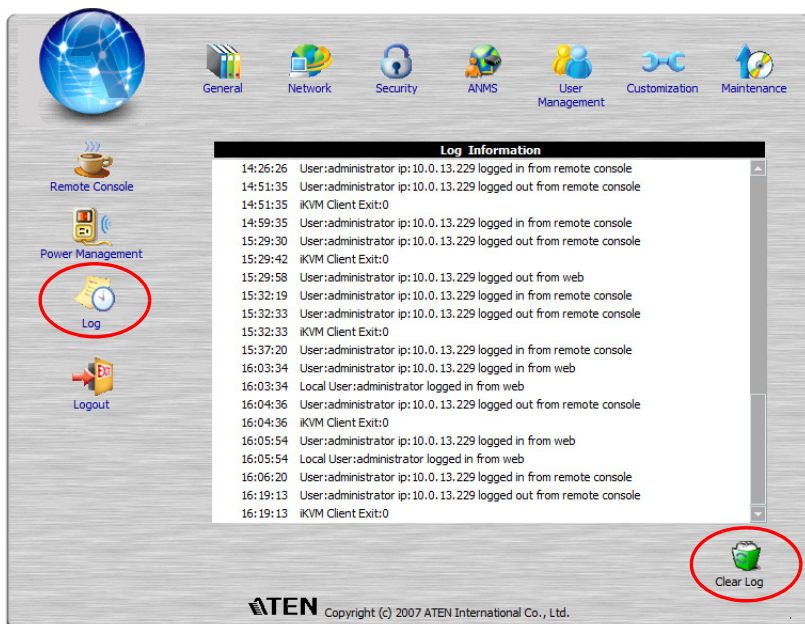 General Network Security ANMS User Management Customization Maintenance
Remote Console
Power Management
Log
Logout
Log Information
14:26:26 User:administrator ip:10.0.13.229 logged in from remote console
14:51:35 User:administrator ip:10.0.13.229 logged out from remote console
14:51:35 iKVM Client Exit:0
14:59:35 User:administrator ip:10.0.13.229 logged in from remote console
15:29:30 User:administrator ip:10.0.13.229 logged out from remote console
15:29:42 iKVM Client Exit:0
15:29:58 User:administrator ip:10.0.13.229 logged out from web
15:32:19 User:administrator ip:10.0.13.229 logged in from remote console
15:32:33 User:administrator ip:10.0.13.229 logged out from remote console
15:32:33 iKVM Client Exit:0
15:37:20 User:administrator ip:10.0.13.229 logged in from remote console
16:03:34 User:administrator ip:10.0.13.229 logged in from web
16:03:34 Local User:administrator logged in from web
16:04:36 User:administrator ip:10.0.13.229 logged out from remote console
16:04:36 iKVM Client Exit:0
16:05:54 User:administrator ip:10.0.13.229 logged in from web
16:05:54 Local User:administrator logged in from web
16:06:20 User:administrator ip:10.0.13.229 logged in from remote console
16:19:13 User:administrator ip:10.0.13.229 logged out from remote console
16:19:13 iKVM Client Exit:0
Clear Log
ATEN Copyright (c) 2007 ATEN International Co., Ltd.